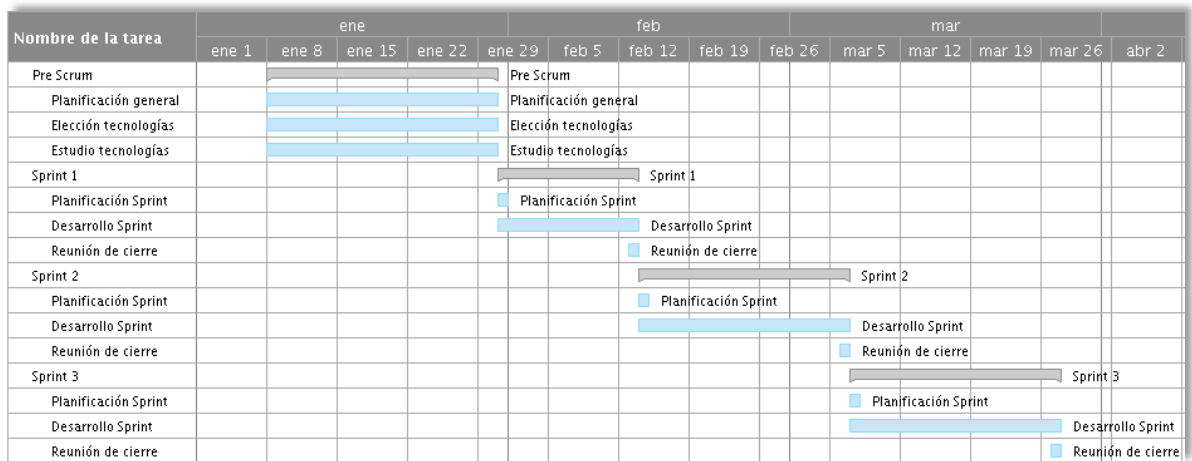 Nombre de la tarea
ene feb mar
ene 1 ene 8 ene 15 ene 22 ene 29 feb 5 feb 12 feb 19 feb 26 mar 5 mar 12 mar 19 mar 26 abr 2
Pre Scrum Pre Scrum
Planificación general Planificación general
Elección tecnologías Elección tecnologías
Estudio tecnologías Estudio tecnologías
Sprint 1 Sprint 1
Planificación Sprint Planificación Sprint
Desarrollo Sprint Desarrollo Sprint
Reunión de cierre Reunión de cierre
Sprint 2 Sprint 2
Planificación Sprint Planificación Sprint
Desarrollo Sprint Desarrollo Sprint
Reunión de cierre Reunión de cierre
Sprint 3 Sprint 3
Planificación Sprint Planificación Sprint
Desarrollo Sprint Desarrollo Sprint
Reunión de cierre Reunión de cierre